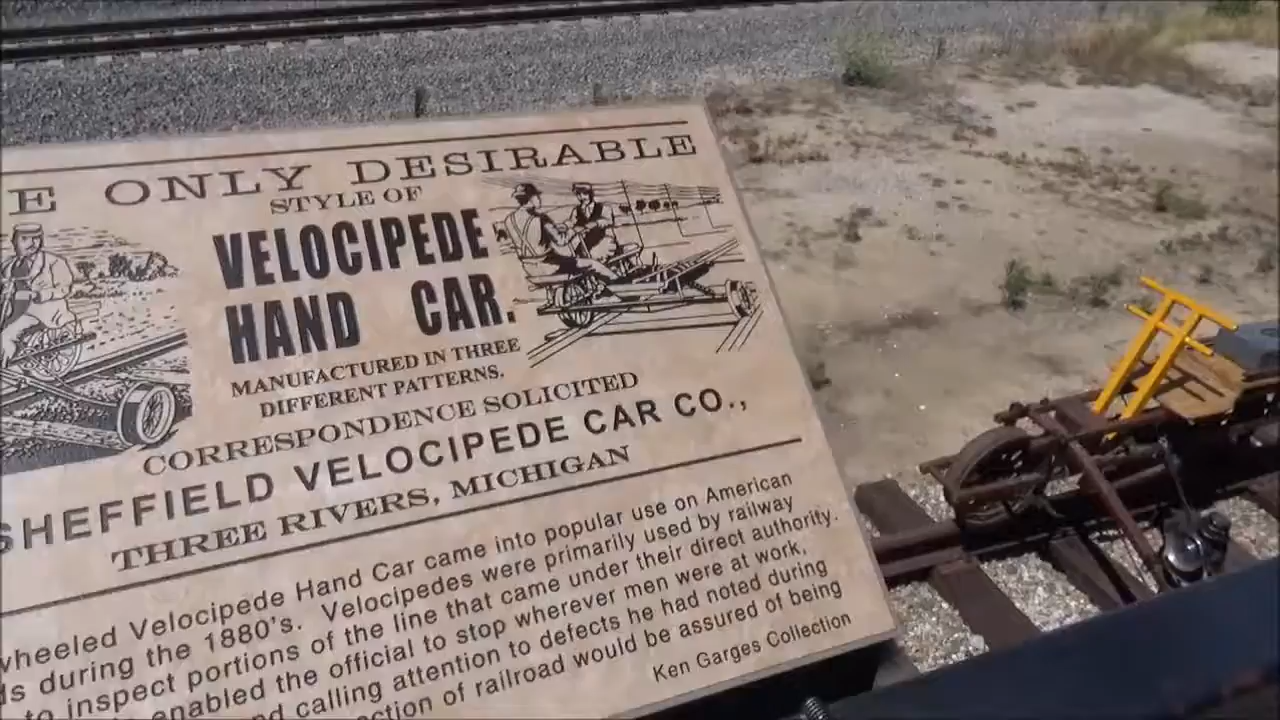 E ONLY DESIRABLE
STYLE OF
VELOCIPEDE
HAND CAR.
MANUFACTURED IN THREE
DIFFERENT PATTERNS.
CORRESPONDENCE SOLICITED
SHEFFIELD VELOCIPEDE CAR CO.,
THREE RIVERS, MICHIGAN
wheeled Velocipede Hand Car came into popular use on American
ds during the 1880's. Velocipedes were primarily used by railway
to inspect portions of the line that came under their direct authority.
enabled the official to stop wherever men were at work,
nd calling attention to defects he had noted during
ction of railroad would be assured of being
Ken Garges Collection